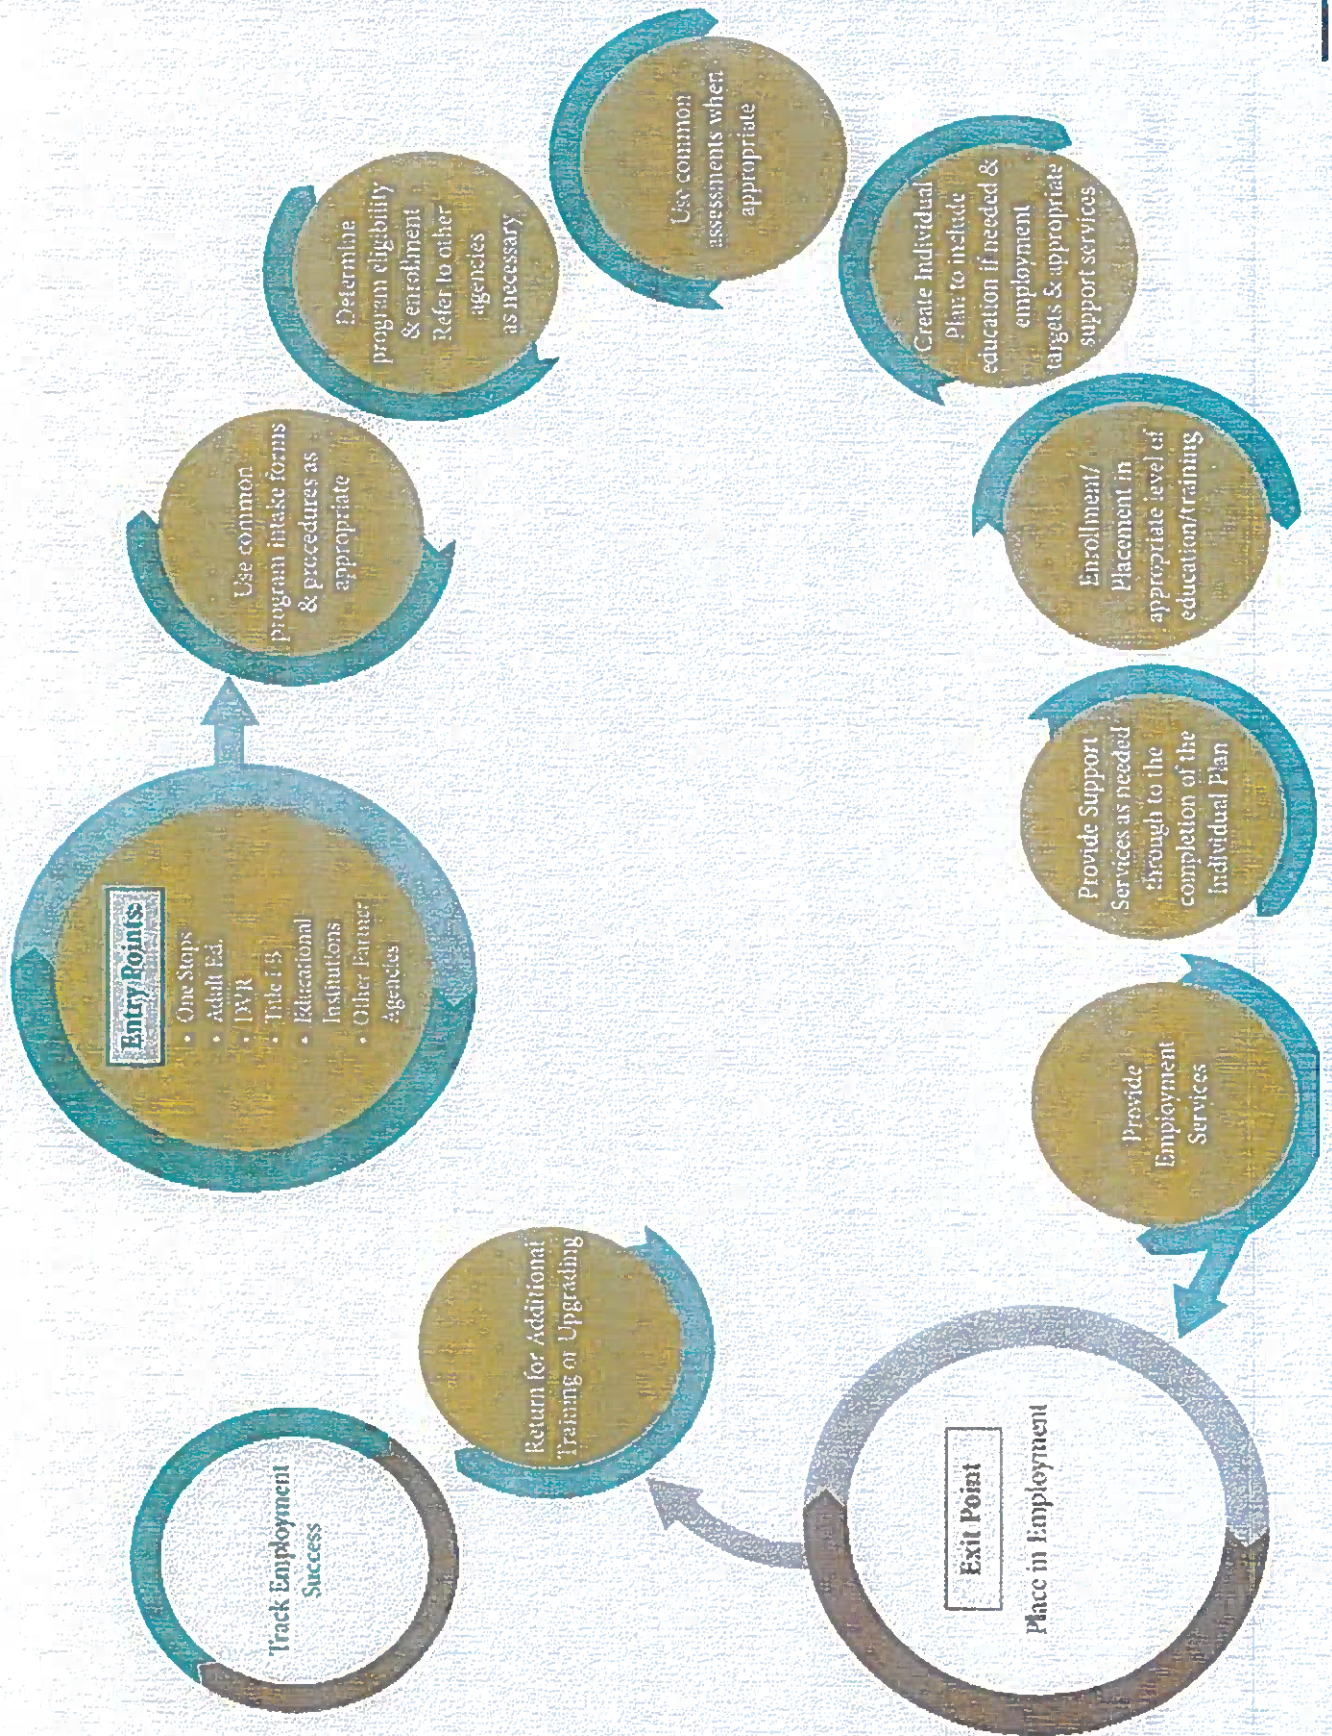 Entry Points:
• One Stops
• Adult Ed.
• DVR
• Title I B
• Educational
Institutions
• Other Partner
Agencies
Use common
program intake forms
& procedures as
appropriate
Determine
program eligibility
& enrollment
Refer to other
agencies
as necessary
Use common
assessments when
appropriate
Create Individual
Plan to include
education if needed &
employment
targets & appropriate
support services
Enrollment/
Placement in
appropriate level of
education/training
Provide Support
Services as needed
through to the
completion of the
Individual Plan
Provide
Employment
Services
Exit Point
Place in Employment
Return for Additional
Training or Upgrading
Track Employment
Success